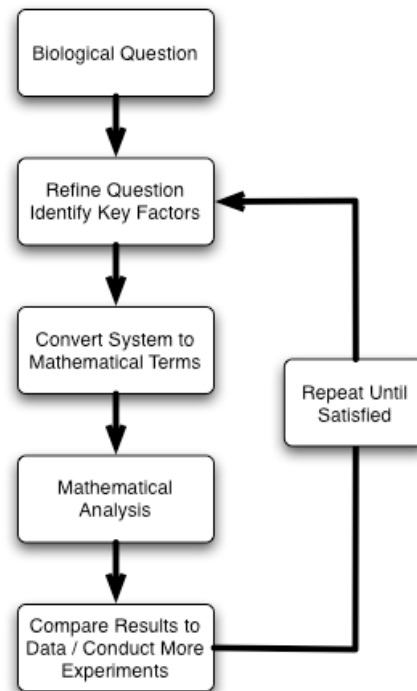 Biological Question
Refine Question
Identify Key Factors
Convert System to
Mathematical Terms
Repeat Until
Satisfied
Mathematical
Analysis
Compare Results to
Data / Conduct More
Experiments